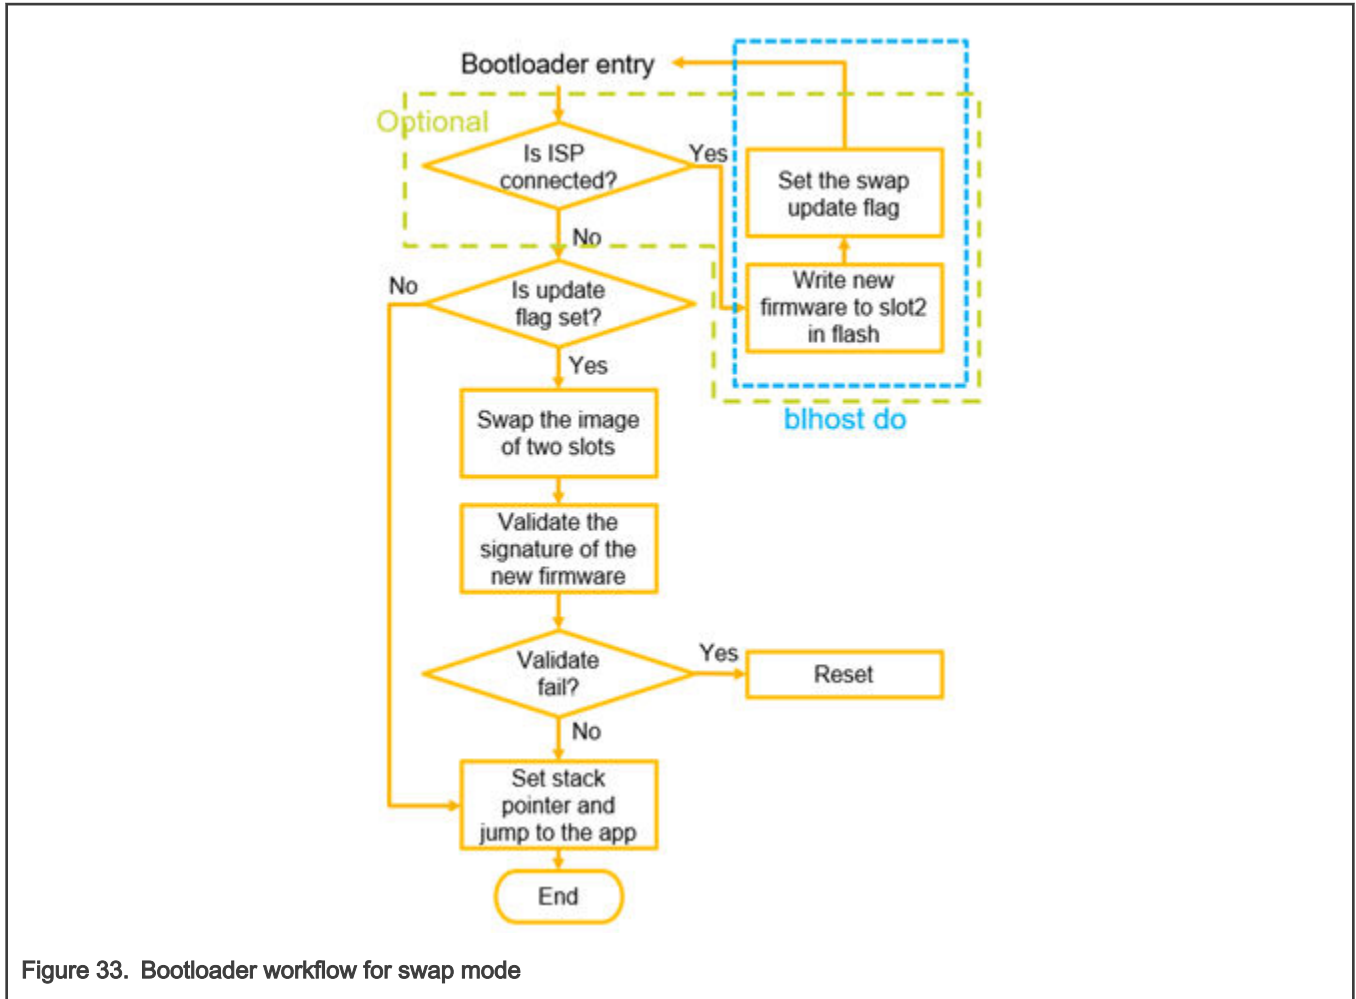 Bootloader entry
Optional
Is ISP
connected?
Yes
Set the swap
update flag
No
Write new
firmware to slot2
in flash
blhost do
No
Is update
flag set?
Yes
Swap the image
of two slots
Validate the
signature of the
new firmware
Validate
fail?
Yes
Reset
No
Set stack
pointer and
jump to the app
End
Figure 33. Bootloader workflow for swap mode